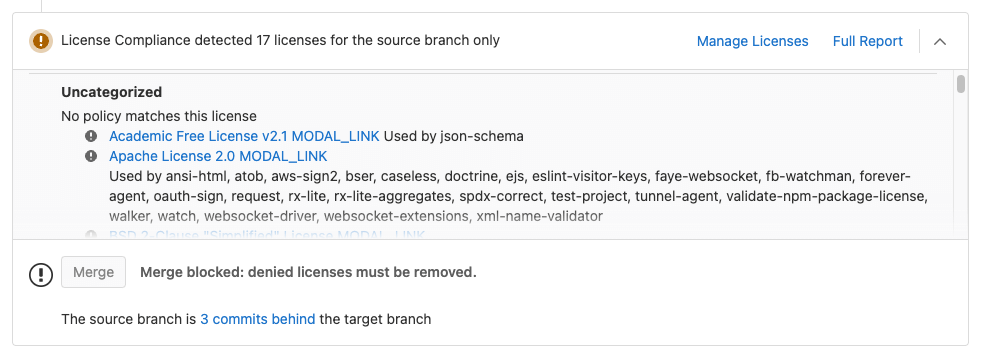 License Compliance detected 17 licenses for the source branch only
Manage Licenses
Full Report
Uncategorized
No policy matches this license
Academic Free License v2.1 MODAL_LINK Used by json-schema
Apache License 2.0 MODAL_LINK
Used by ansi-html, atob, aws-sign2, bser, caseless, doctrine, ejs, eslint-visitor-keys, faye-websocket, fb-watchman, forever-
agent, oauth-sign, request, rx-lite, rx-lite-aggregates, spdx-correct, test-project, tunnel-agent, validate-npm-package-license,
walker, watch, websocket-driver, websocket-extensions, xml-name-validator
BSD 2-Clause "Simplified" License MODAL_LINK
Merge
Merge blocked: denied licenses must be removed.
The source branch is 3 commits behind the target branch